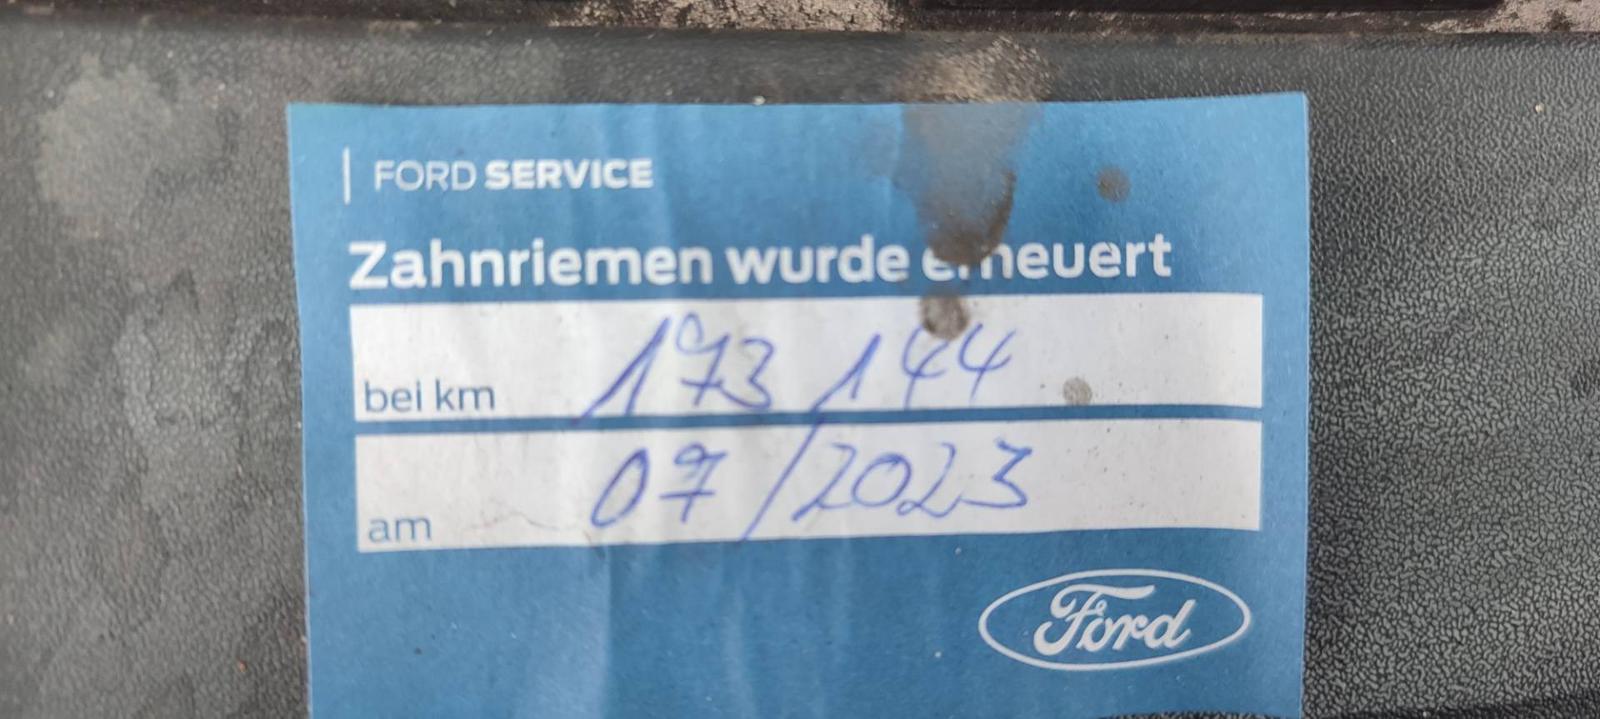 | FORD SERVICE
Zahnriemen wurde erneuert
bei km 173 144
am 07/2023
Ford